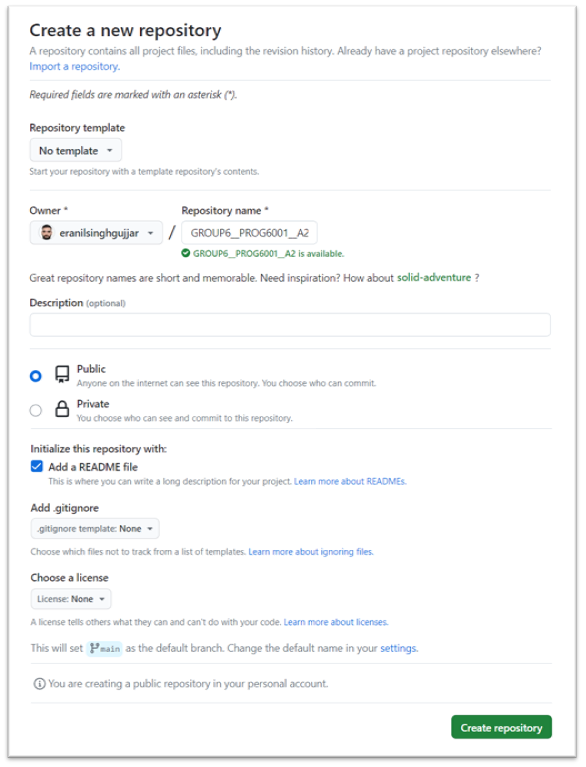 Create a new repository
A repository contains all project files, including the revision history. Already have a project repository elsewhere?
Import a repository.
Required fields are marked with an asterisk (*).
Repository template
No template
Start your repository with a template repository's contents.
Owner * Repository name *
eranilsinghgujjar / GROUP6__PROG6001__A2
GROUP6__PROG6001__A2 is available.
Great repository names are short and memorable. Need inspiration? How about solid-adventure ?
Description (optional)
Public
Anyone on the internet can see this repository. You choose who can commit.
Private
You choose who can see and commit to this repository.
Initialize this repository with:
Add a README file
This is where you can write a long description for your project. Learn more about READMEs.
Add .gitignore
.gitignore template: None
Choose which files not to track from a list of templates. Learn more about ignoring files.
Choose a license
License: None
A license tells others what they can and can't do with your code. Learn more about licenses.
This will set main as the default branch. Change the default name in your settings.
You are creating a public repository in your personal account.
Create repository